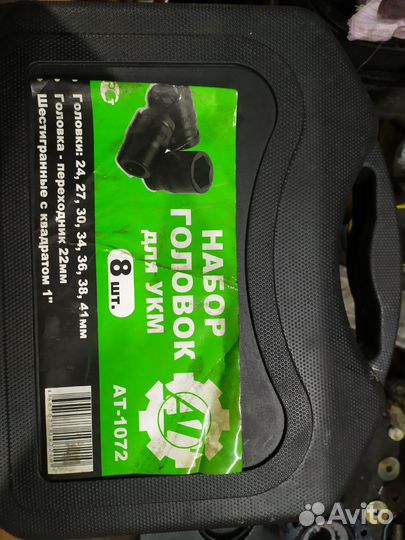 НАБОР
ГОЛОВОК
ДЛЯ УКМ
8 шт.
AT-1072
Головки: 24, 27, 30, 34, 36, 38, 41мм
Головка - переходник 22мм
Шестигранные с квадратом 1"
AT
Avito